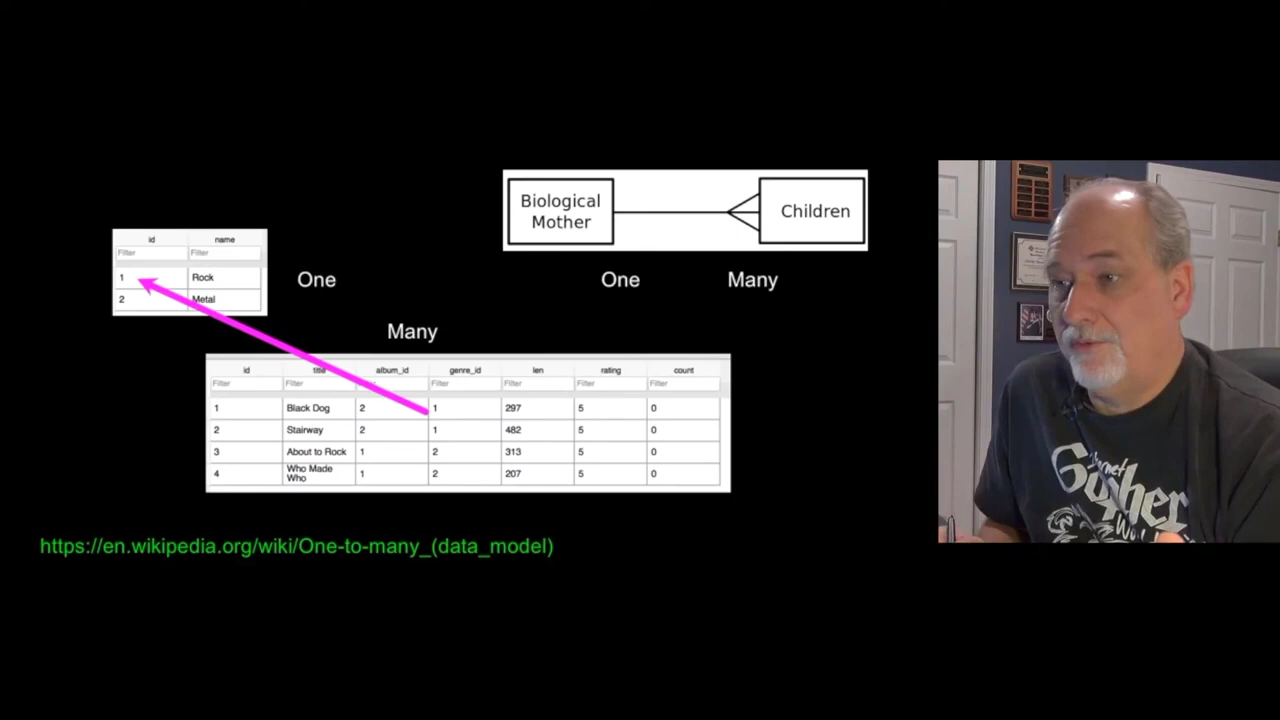 Biological
Mother
Children
One
Many
id name
Filter Filter
1 Rock
2 Metal
One
Many
id title album_id genre_id len rating count
Filter Filter Filter Filter Filter Filter
1 Black Dog 2 1 297 5 0
2 Stairway 2 1 482 5 0
3 About to Rock 1 2 313 5 0
4 Who Made Who 1 2 207 5 0
https://en.wikipedia.org/wiki/One-to-many_(data_model)